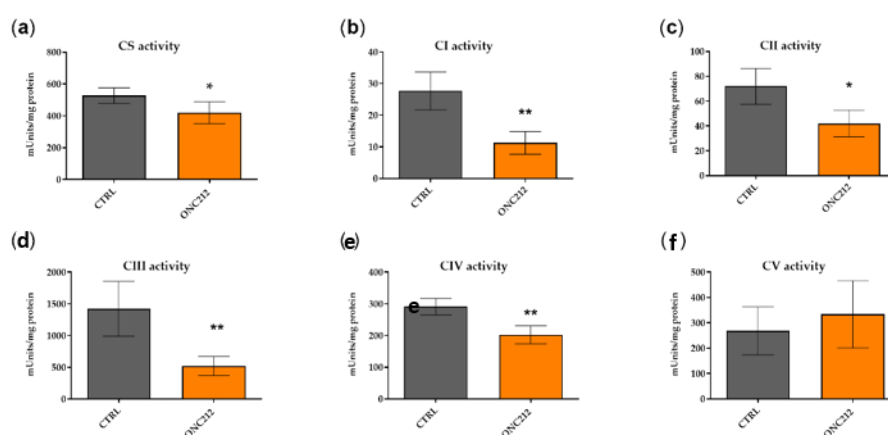 (a)
CS activity
mUnits/mg protein
800
600
400
200
0
*
CTRL
ONC212
(b)
CI activity
mUnits/mg protein
40
30
20
10
0
**
CTRL
ONC212
(c)
CII activity
mUnits/mg protein
100
80
60
40
20
0
*
CTRL
ONC212
(d)
CIII activity
mUnits/mg protein
2000
1500
1000
500
0
**
CTRL
ONC212
(e)
CIV activity
mUnits/mg protein
400
300
200
100
0
e
**
CTRL
ONC212
(f)
CV activity
mUnits/mg protein
500
400
300
200
100
0
CTRL
ONC212